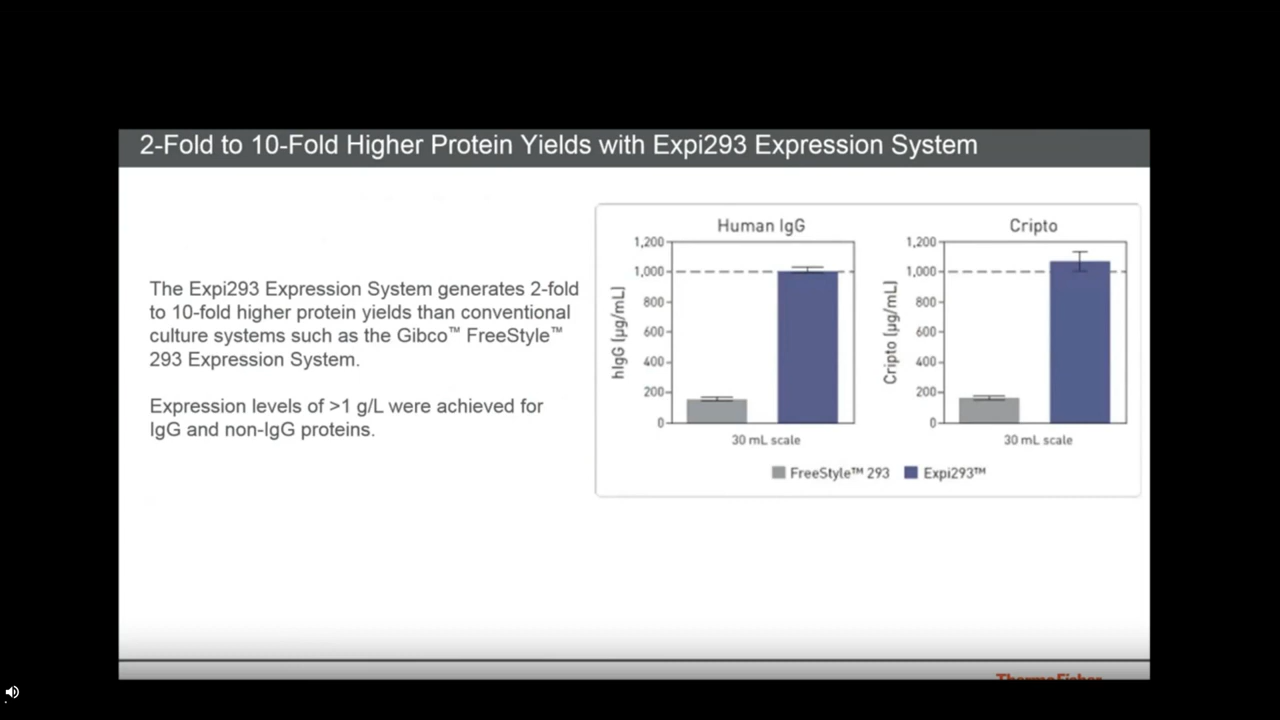 2-Fold to 10-Fold Higher Protein Yields with Expi293 Expression System
The Expi293 Expression System generates 2-fold
to 10-fold higher protein yields than conventional
culture systems such as the Gibco™ FreeStyle™
293 Expression System.
Expression levels of >1 g/L were achieved for
IgG and non-IgG proteins.
Human IgG
1,200
1,000
800
600
400
200
0
hIgG (µg/mL)
30 mL scale
Cripto
1,200
1,000
800
600
400
200
0
Cripto (µg/mL)
30 mL scale
FreeStyle™ 293
Expi293™
ThermoFisher